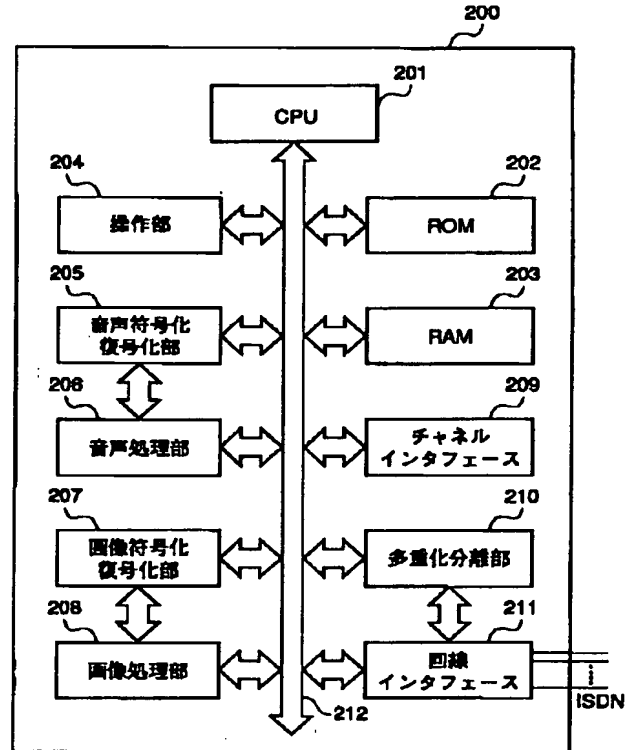 200
201
CPU
204
操作部
202
ROM
205
音声符号化
復号化部
203
RAM
206
音声処理部
209
チャネル
インタフェース
207
画像符号化
復号化部
210
多重化分離部
208
画像処理部
211
回線
インタフェース
212
ISDN